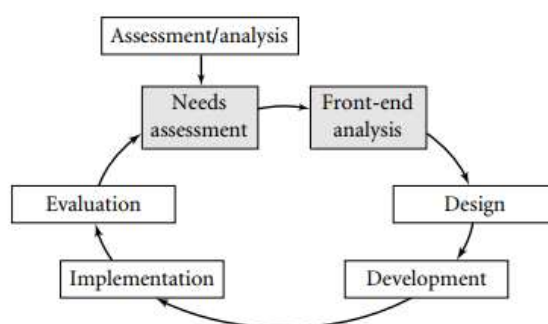 Assessment/analysis
Needs
assessment
Front-end
analysis
Evaluation
Design
Implementation
Development